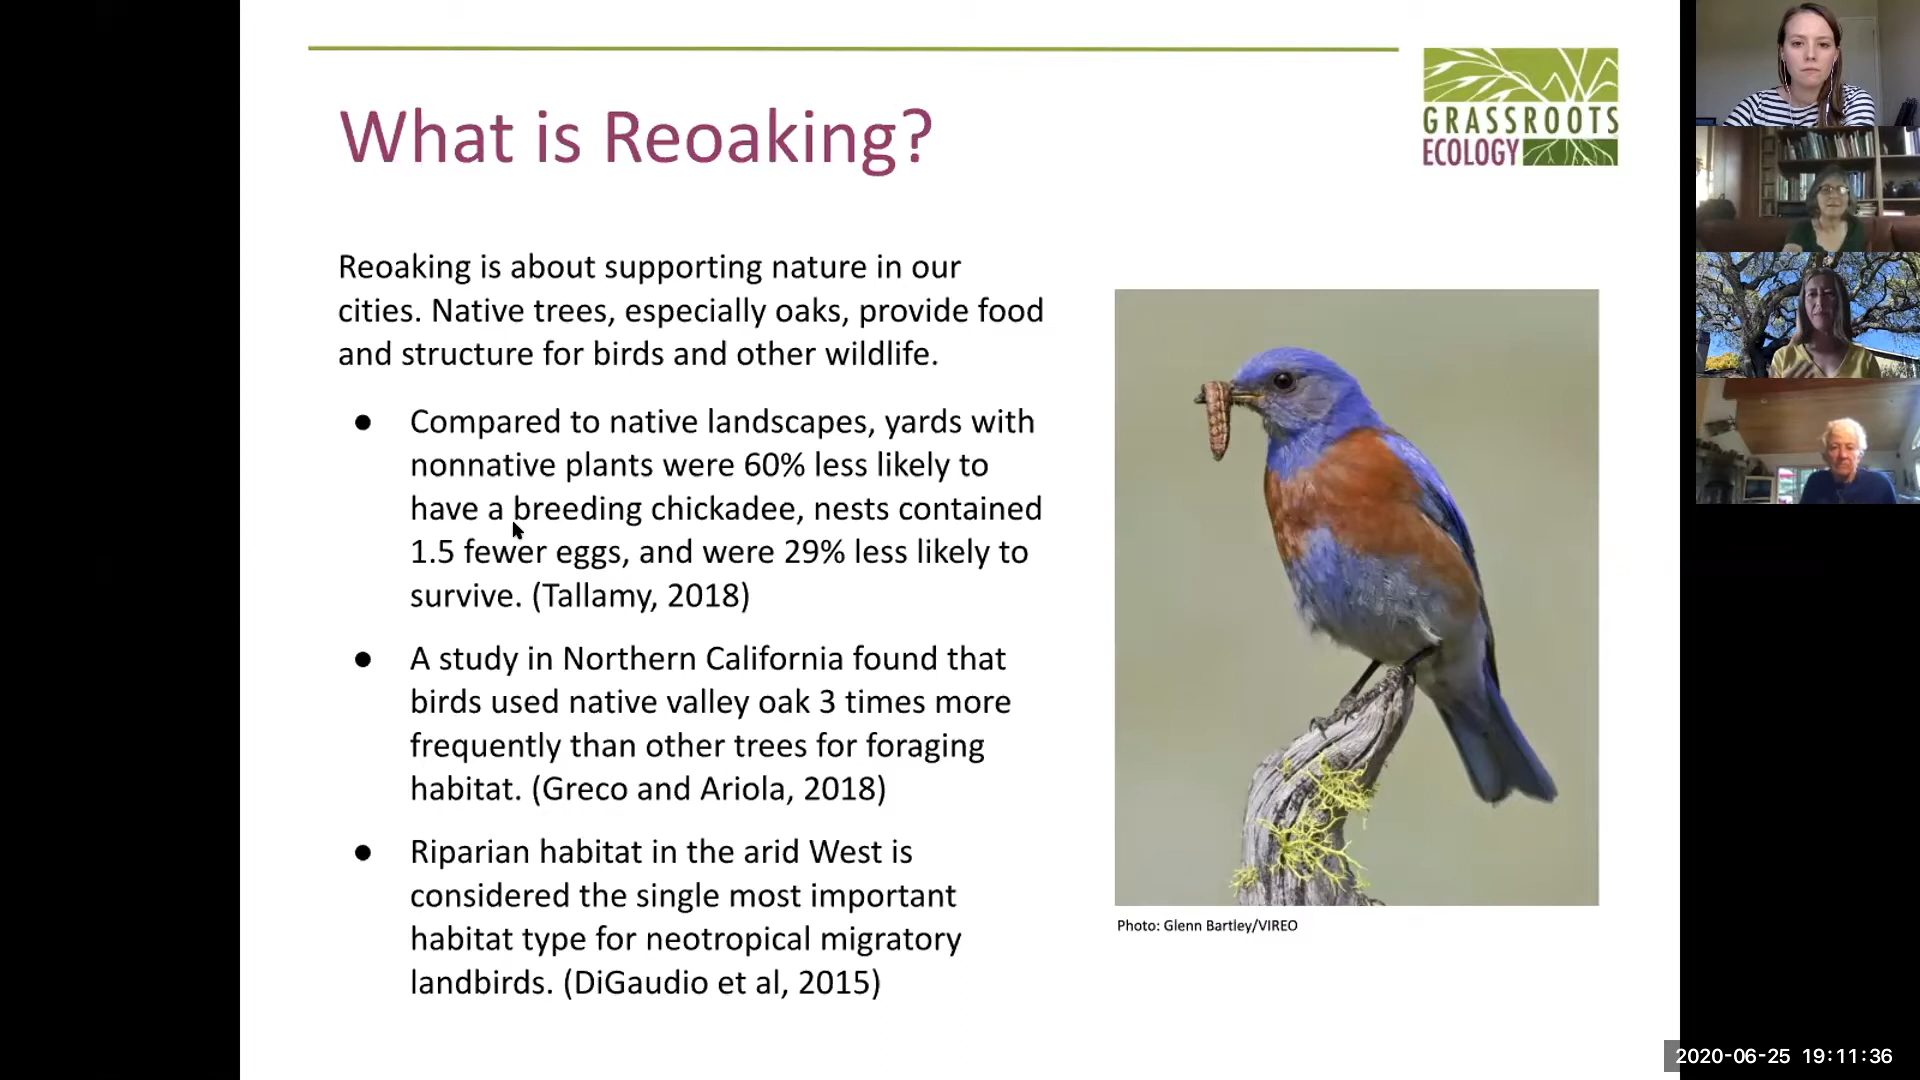 What is Reoaking?
GRASSROOTS
ECOLOGY
Reoaking is about supporting nature in our
cities. Native trees, especially oaks, provide food
and structure for birds and other wildlife.
● Compared to native landscapes, yards with
nonnative plants were 60% less likely to
have a breeding chickadee, nests contained
1.5 fewer eggs, and were 29% less likely to
survive. (Tallamy, 2018)
● A study in Northern California found that
birds used native valley oak 3 times more
frequently than other trees for foraging
habitat. (Greco and Ariola, 2018)
● Riparian habitat in the arid West is
considered the single most important
habitat type for neotropical migratory
landbirds. (DiGaudio et al, 2015)
Photo: Glenn Bartley/VIREO
2020-06-25 19:11:36